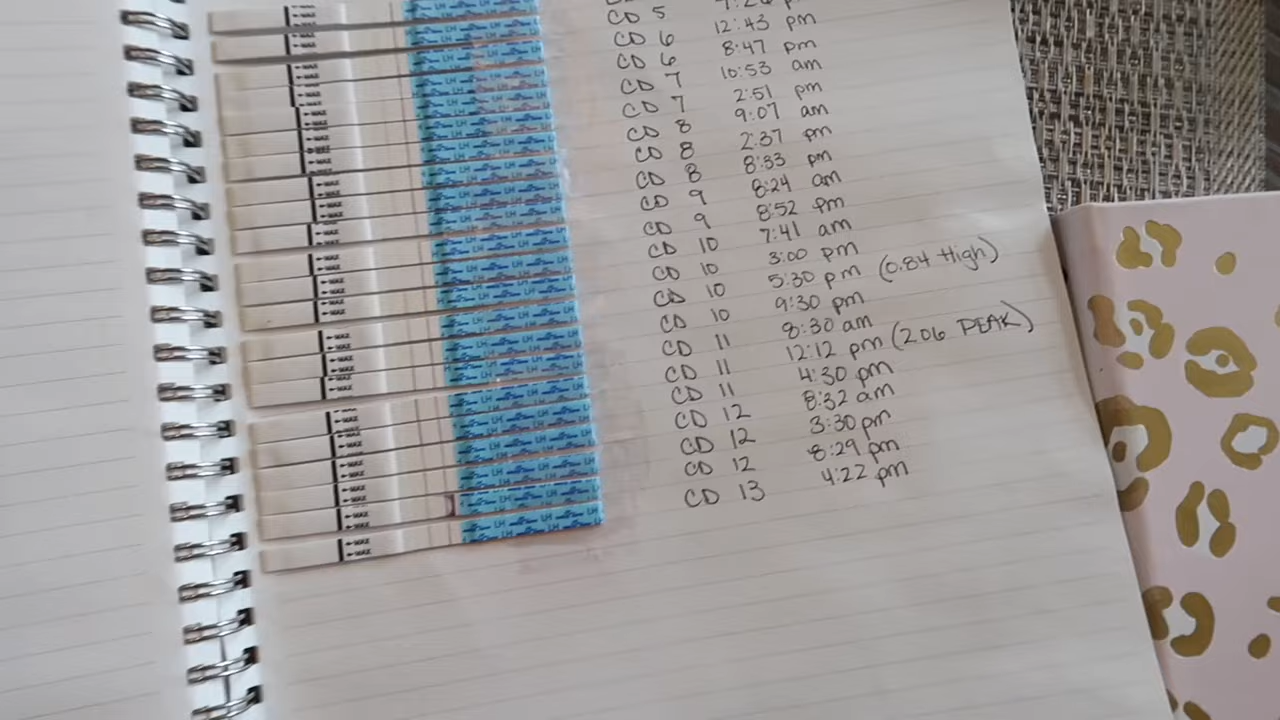 CD 5
CD 6 12:43 pm
CD 6 8:47 pm
CD 7 10:53 am
CD 7 2:51 pm
CD 8 9:07 am
CD 8 2:37 pm
CD 8 8:33 pm
CD 9 8:24 am
CD 9 8:52 pm
CD 10 7:41 am
CD 10 3:00 pm
CD 10 5:30 pm (0.84 High)
CD 10 9:30 pm
CD 11 8:30 am
CD 11 12:12 pm (2.06 PEAK)
CD 11 4:30 pm
CD 12 8:32 am
CD 12 3:30 pm
CD 12 8:29 pm
CD 13 4:22 pm
MAX
LH